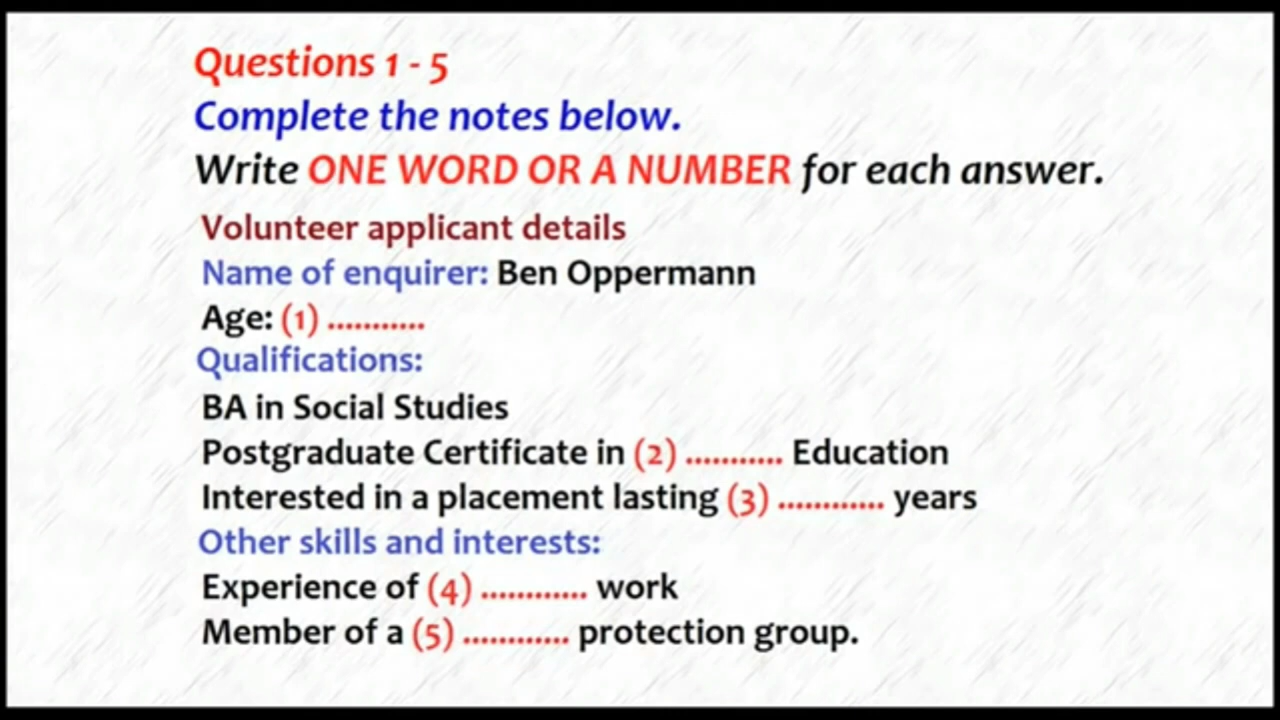 Questions 1 - 5
Complete the notes below.
Write ONE WORD OR A NUMBER for each answer.
Volunteer applicant details
Name of enquirer: Ben Oppermann
Age: (1) ...........
Qualifications:
BA in Social Studies
Postgraduate Certificate in (2) ........... Education
Interested in a placement lasting (3) ............ years
Other skills and interests:
Experience of (4) ............ work
Member of a (5) ............ protection group.